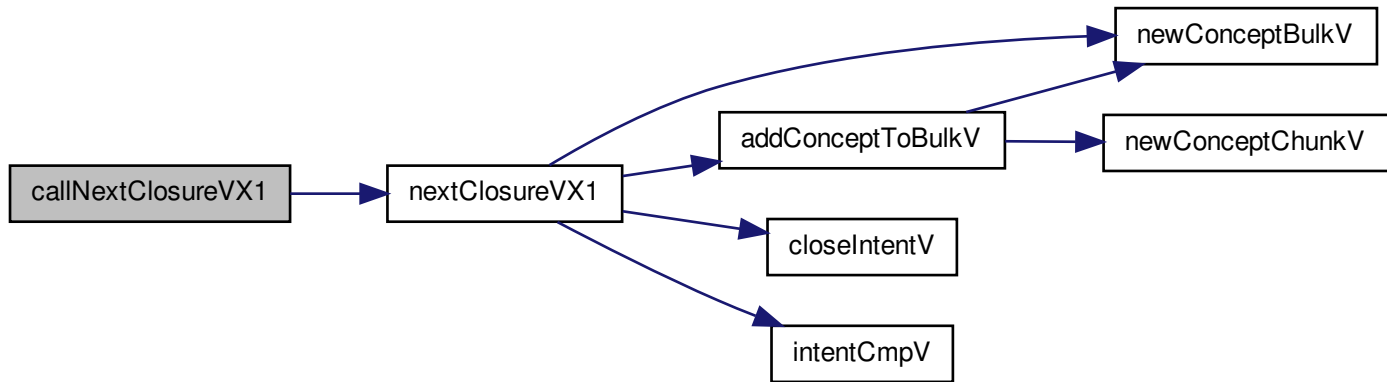 callNextClosureVX1
nextClosureVX1
newConceptBulkV
addConceptToBulkV
newConceptChunkV
closeIntentV
intentCmpV